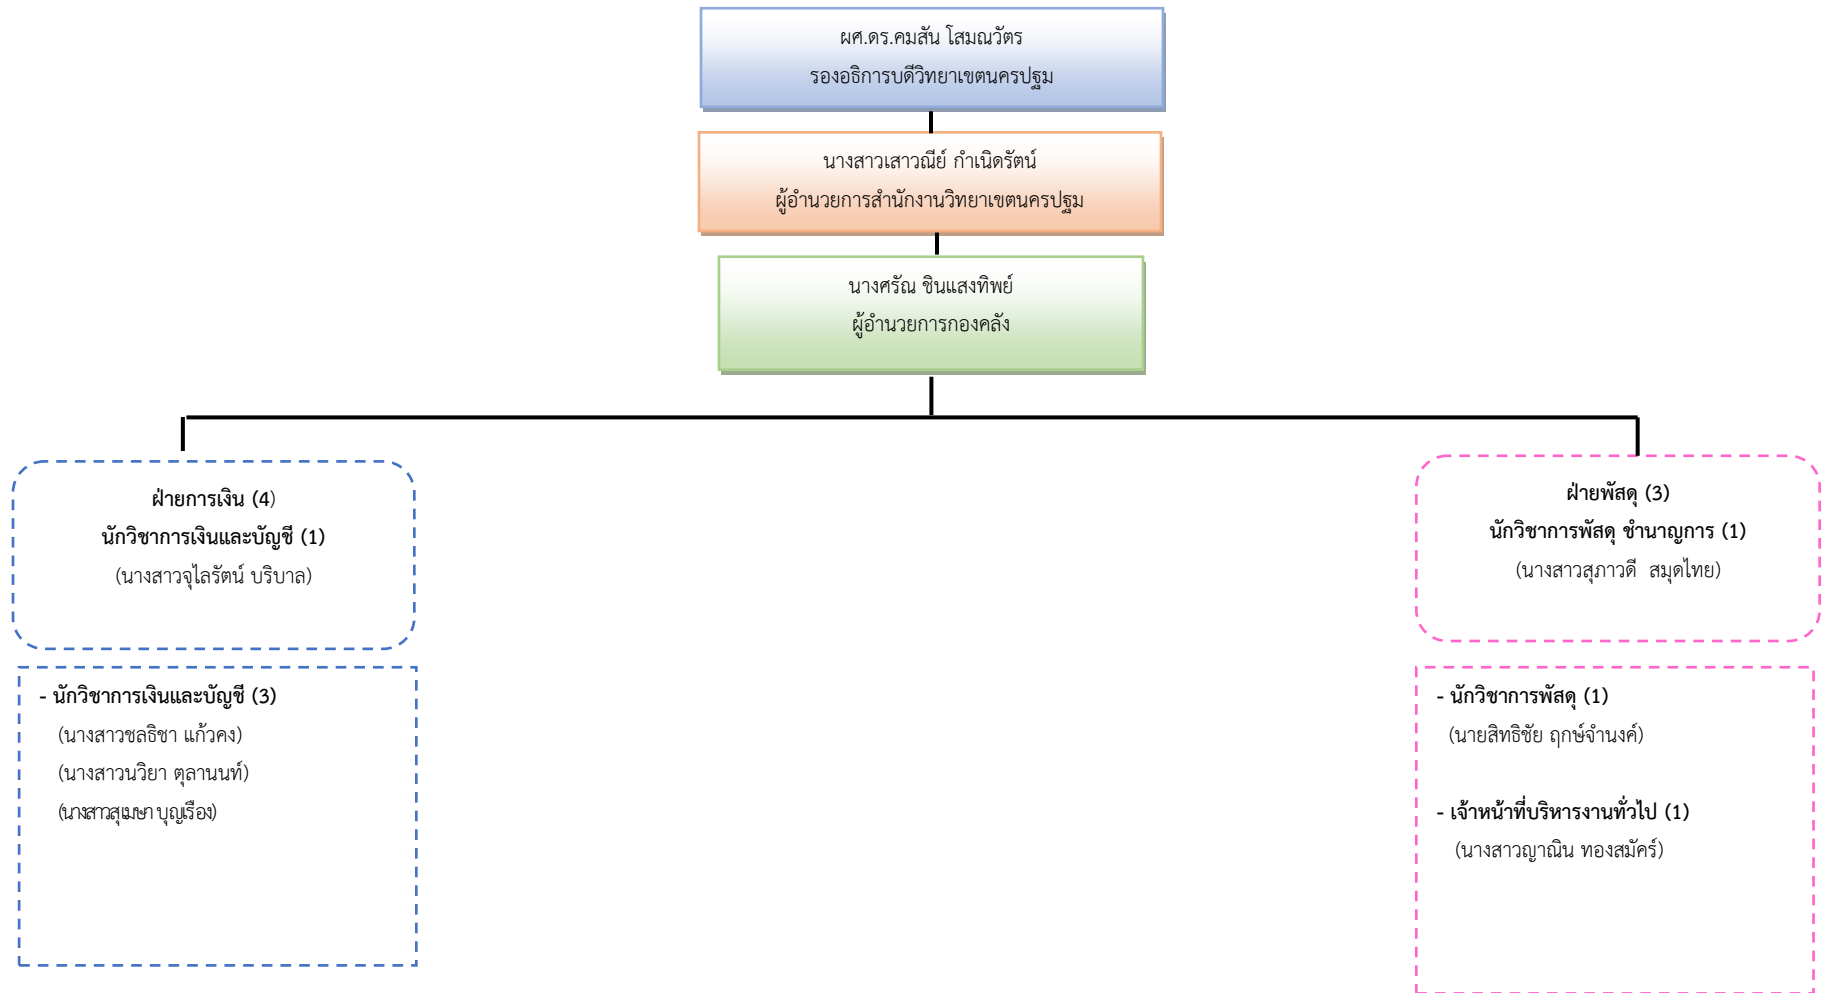 ผศ.ดร.คมสัน โสมณวัตร
รองอธิการบดีวิทยาเขตนครปฐม
นางสาวเสาวณีย์ กำเนิดรัตน์
ผู้อำนวยการสำนักงานวิทยาเขตนครปฐม
นางศรัณ ชินแสงทิพย์
ผู้อำนวยการกองคลัง
ฝ่ายการเงิน (4)
นักวิชาการเงินและบัญชี (1)
(นางสาวจุไลรัตน์ บริบาล)
- นักวิชาการเงินและบัญชี (3)
(นางสาวชลธิชา แก้วคง)
(นางสาวนวิยา ตุลานนท์)
(นางสาวสุเมษา บุญเรือง)
ฝ่ายพัสดุ (3)
นักวิชาการพัสดุ ชำนาญการ (1)
(นางสาวสุภาวดี สมุดไทย)
- นักวิชาการพัสดุ (1)
(นายสิทธิชัย ฤกษ์จำนงค์)
- เจ้าหน้าที่บริหารงานทั่วไป (1)
(นางสาวญาณิน ทองสมัคร์)